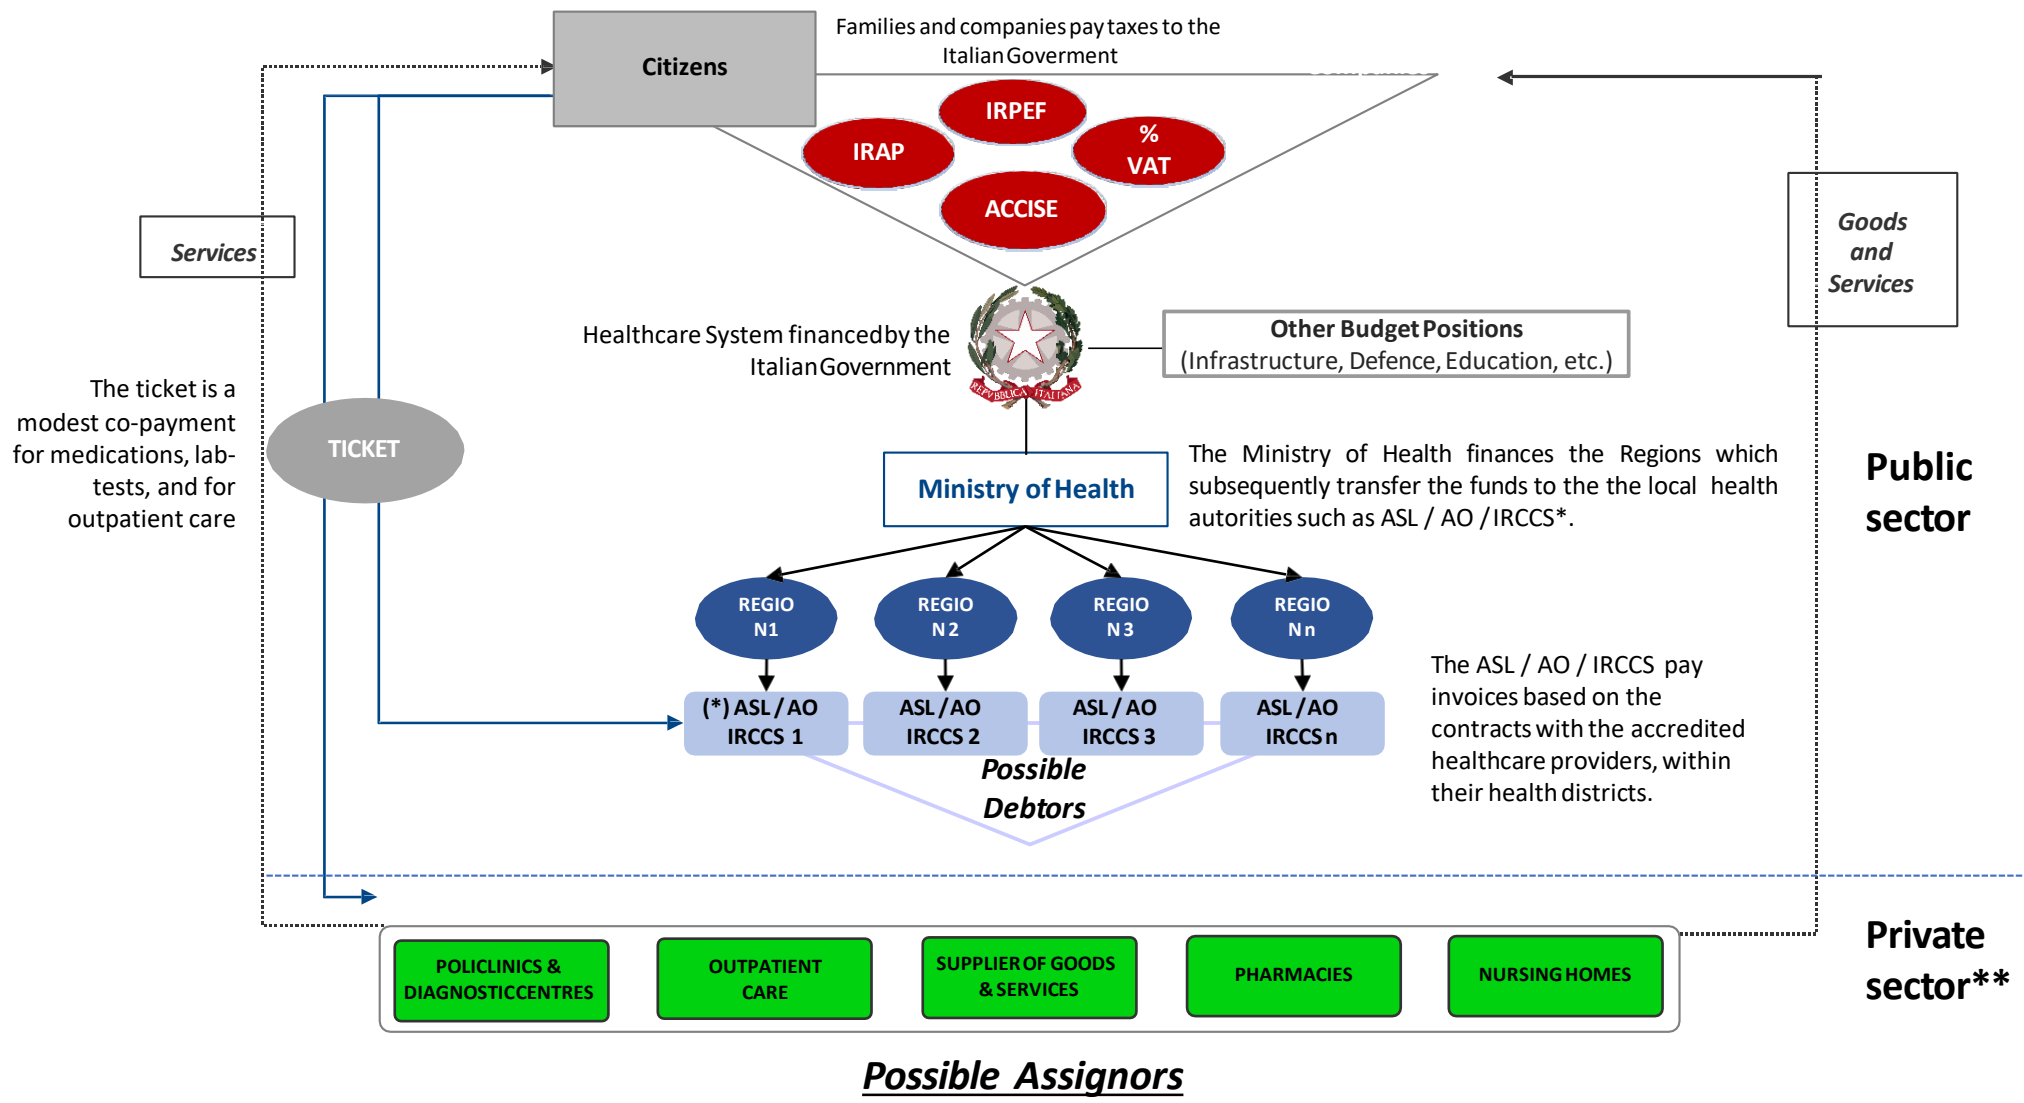 Families and companies pay taxes to the
Italian Goverment
Citizens
IRPEF
IRAP
%
VAT
ACCISE
Services
Goods
and
Services
Healthcare System financed by the
Italian Government
REPVBBLICA ITALIANA
Other Budget Positions
(Infrastructure, Defence, Education, etc.)
The ticket is a
modest co-payment
for medications, lab-
tests, and for
outpatient care
TICKET
Ministry of Health
The Ministry of Health finances the Regions which
subsequently transfer the funds to the the local health
autorities such as ASL / AO / IRCCS*.
Public
sector
REGIO
N1
REGIO
N 2
REGIO
N 3
REGIO
N n
(*) ASL / AO
IRCCS 1
ASL / AO
IRCCS 2
ASL / AO
IRCCS 3
ASL / AO
IRCCS n
Possible
Debtors
The ASL / AO / IRCCS pay
invoices based on the
contracts with the accredited
healthcare providers, within
their health districts.
Private
sector**
POLICLINICS &
DIAGNOSTIC CENTRES
OUTPATIENT
CARE
SUPPLIER OF GOODS
& SERVICES
PHARMACIES
NURSING HOMES
Possible Assignors